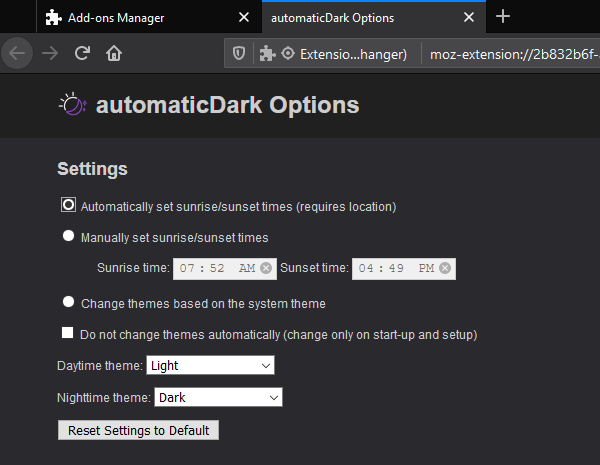 Add-ons Manager
automaticDark Options
Extensio...hanger)
moz-extension://2b832b6f-
automaticDark Options
Settings
Automatically set sunrise/sunset times (requires location)
Manually set sunrise/sunset times
Sunrise time: 07 : 52 AM Sunset time: 04 : 49 PM
Change themes based on the system theme
Do not change themes automatically (change only on start-up and setup)
Daytime theme: Light
Nighttime theme: Dark
Reset Settings to Default